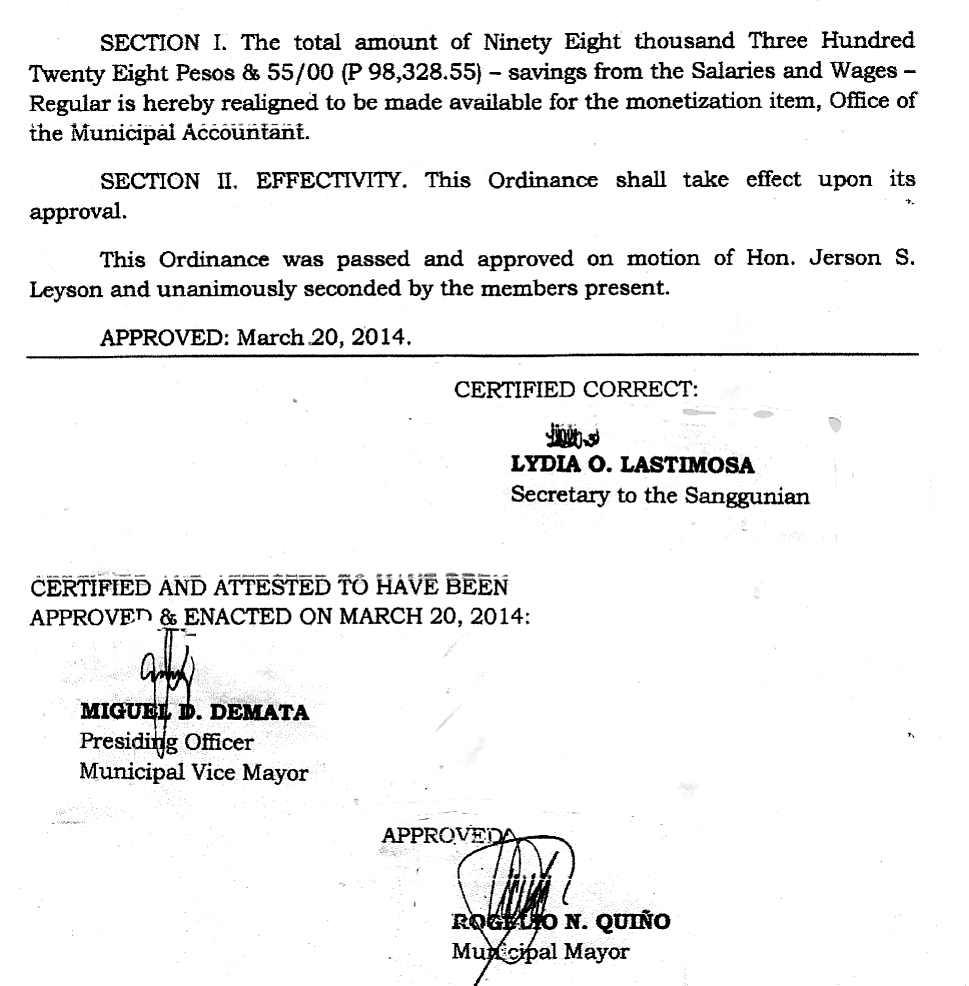 SECTION I. The total amount of Ninety Eight thousand Three Hundred
Twenty Eight Pesos & 55/00 (P 98,328.55) – savings from the Salaries and Wages –
Regular is hereby realigned to be made available for the monetization item, Office of
the Municipal Accountant.
SECTION II. EFFECTIVITY. This Ordinance shall take effect upon its
approval.
This Ordinance was passed and approved on motion of Hon. Jerson S.
Leyson and unanimously seconded by the members present.
APPROVED: March 20, 2014.
CERTIFIED CORRECT:
LYDIA O. LASTIMOSA
Secretary to the Sanggunian
CERTIFIED AND ATTESTED TO HAVE BEEN
APPROVED & ENACTED ON MARCH 20, 2014:
MIGUEL D. DEMATA
Presiding Officer
Municipal Vice Mayor
APPROVED
ROGELIO N. QUIÑO
Municipal Mayor